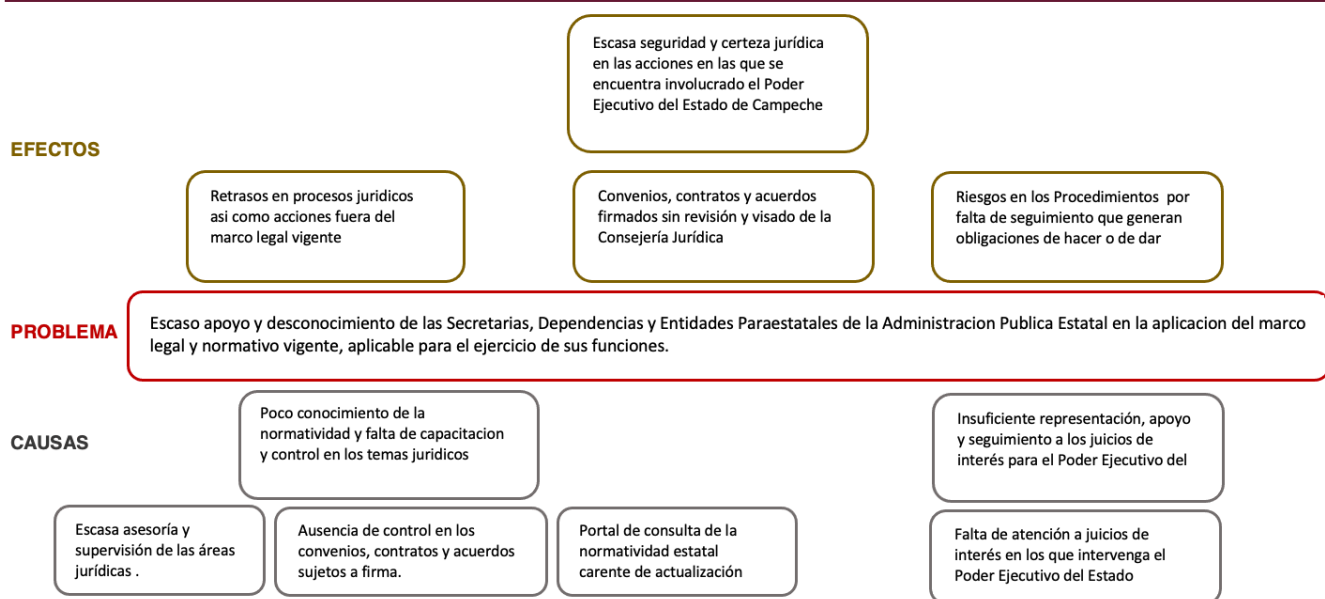 Escasa seguridad y certeza jurídica
en las acciones en las que se
encuentra involucrado el Poder
Ejecutivo del Estado de Campeche
EFECTOS
Retrasos en procesos juridicos
asi como acciones fuera del
marco legal vigente
Convenios, contratos y acuerdos
firmados sin revisión y visado de la
Consejería Jurídica
Riesgos en los Procedimientos por
falta de seguimiento que generan
obligaciones de hacer o de dar
PROBLEMA
Escaso apoyo y desconocimiento de las Secretarias, Dependencias y Entidades Paraestatales de la Administracion Publica Estatal en la aplicacion del marco
legal y normativo vigente, aplicable para el ejercicio de sus funciones.
CAUSAS
Poco conocimiento de la
normatividad y falta de capacitacion
y control en los temas juridicos
Insuficiente representación, apoyo
y seguimiento a los juicios de
interés para el Poder Ejecutivo del
Escasa asesoría y
supervisión de las áreas
jurídicas .
Ausencia de control en los
convenios, contratos y acuerdos
sujetos a firma.
Portal de consulta de la
normatividad estatal
carente de actualización
Falta de atención a juicios de
interés en los que intervenga el
Poder Ejecutivo del Estado